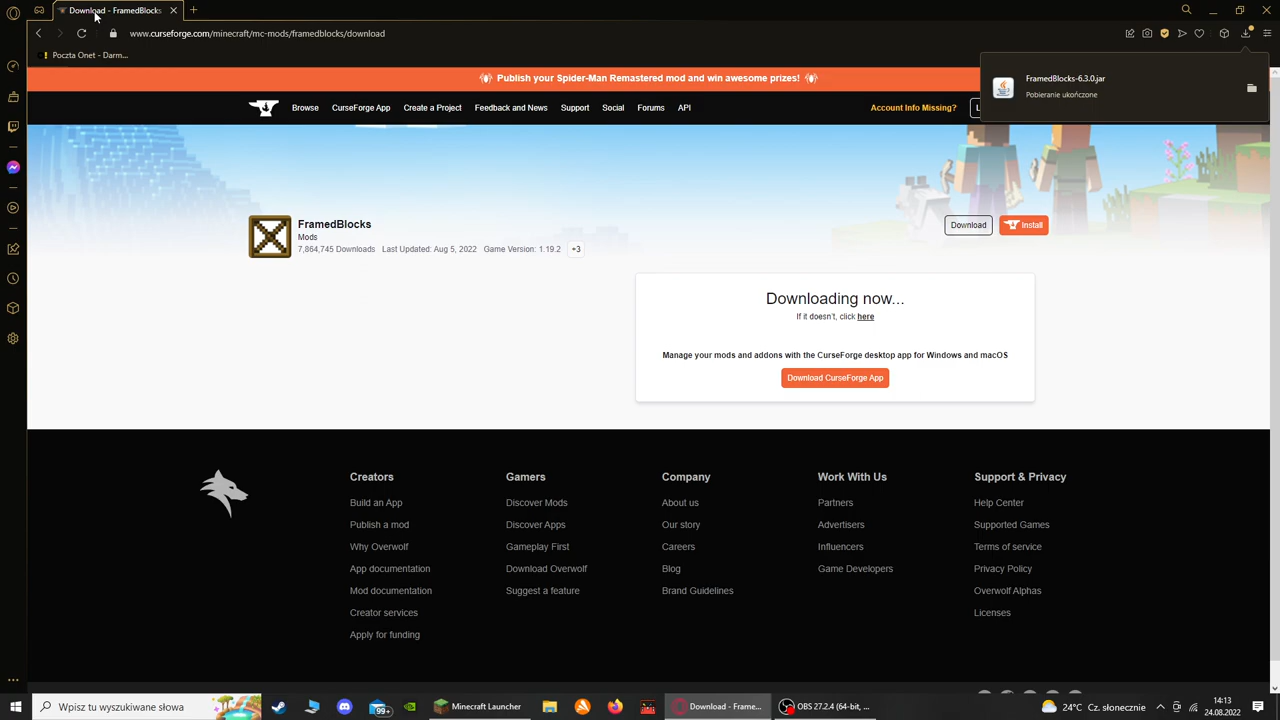 Download - FramedBlocks
www.curseforge.com/minecraft/mc-mods/framedblocks/download
Poczta Onet - Darm...
Publish your Spider-Man Remastered mod and win awesome prizes!
FramedBlocks-6.3.0.jar
Pobieranie ukończone
Browse CurseForge App Create a Project Feedback and News Support Social Forums API Account Info Missing?
FramedBlocks
Mods
7,864,745 Downloads Last Updated: Aug 5, 2022 Game Version: 1.19.2 +3
Download Install
Downloading now...
If it doesn't, click here
Manage your mods and addons with the CurseForge desktop app for Windows and macOS
Download CurseForge App
Creators
Build an App
Publish a mod
Why Overwolf
App documentation
Mod documentation
Creator services
Apply for funding
Gamers
Discover Mods
Discover Apps
Gameplay First
Download Overwolf
Suggest a feature
Company
About us
Our story
Careers
Blog
Brand Guidelines
Work With Us
Partners
Advertisers
Influencers
Game Developers
Support & Privacy
Help Center
Supported Games
Terms of service
Privacy Policy
Overwolf Alphas
Licenses
Wpisz tu wyszukiwane słowa
99+
Minecraft Launcher
Download - Frame...
OBS 27.2.4 (64-bit, ...
24°C Cz. słonecznie
14:13
24.08.2022